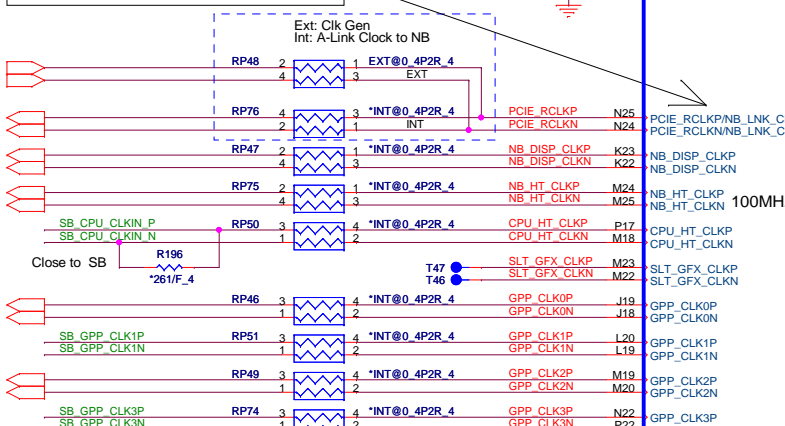 Ext: Clk Gen
Int: A-Link Clock to NB
RP48 2 1 EXT@0_4P2R_4
4 3 EXT
RP76 4 3 *INT@0_4P2R_4 PCIE_RCLKP N25 PCIE_RCLKP/NB_LNK_C
2 1 INT PCIE_RCLKN N24 PCIE_RCLKN/NB_LNK_C
RP47 2 1 *INT@0_4P2R_4 NB_DISP_CLKP K23 NB_DISP_CLKP
4 3 NB_DISP_CLKN K22 NB_DISP_CLKN
RP75 2 1 *INT@0_4P2R_4 NB_HT_CLKP M24 NB_HT_CLKP
4 3 NB_HT_CLKN M25 NB_HT_CLKN 100MH
SB_CPU_CLKIN_P RP50 3 4 *INT@0_4P2R_4 CPU_HT_CLKP P17 CPU_HT_CLKP
SB_CPU_CLKIN_N 1 2 CPU_HT_CLKN M18 CPU_HT_CLKN
Close to SB
R196
*261/F_4
T47 SLT_GFX_CLKP M23 SLT_GFX_CLKP
T46 SLT_GFX_CLKN M22 SLT_GFX_CLKN
RP46 3 4 *INT@0_4P2R_4 GPP_CLK0P J19 GPP_CLK0P
1 2 GPP_CLK0N J18 GPP_CLK0N
SB_GPP_CLK1P RP51 3 4 *INT@0_4P2R_4 GPP_CLK1P L20 GPP_CLK1P
SB_GPP_CLK1N 1 2 GPP_CLK1N L19 GPP_CLK1N
RP49 3 4 *INT@0_4P2R_4 GPP_CLK2P M19 GPP_CLK2P
1 2 GPP_CLK2N M20 GPP_CLK2N
SB_GPP_CLK3P RP74 3 4 *INT@0_4P2R_4 GPP_CLK3P N22 GPP_CLK3P
SB_GPP_CLK3N 1 2 GPP_CLK3N P22